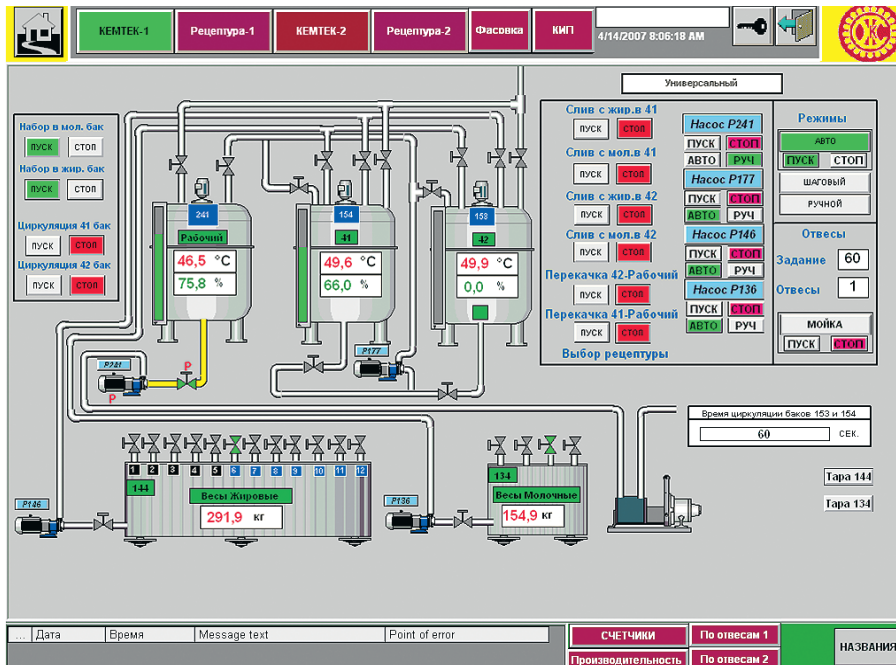 КЕМТЕК-1
Рецептура-1
КЕМТЕК-2
Рецептура-2
Фасовка
КИП
4/14/2007 8:06:18 AM
Универсальный
Набор в мол. бак
ПУСК СТОП
Набор в жир. бак
ПУСК СТОП
Циркуляция 41 бак
ПУСК СТОП
Циркуляция 42 бак
ПУСК СТОП
241
Рабочий
46,5 °C
75,8 %
154
41
49,6 °C
66,0 %
153
42
49,9 °C
0,0 %
Слив с жир.в 41
ПУСК СТОП
Слив с мол.в 41
ПУСК СТОП
Слив с жир.в 42
ПУСК СТОП
Слив с мол.в 42
ПУСК СТОП
Перекачка 42-Рабочий
ПУСК СТОП
Перекачка 41-Рабочий
ПУСК СТОП
Выбор рецептуры
Насос P241
ПУСК СТОП
АВТО РУЧ
Насос P177
ПУСК СТОП
АВТО РУЧ
Насос P146
ПУСК СТОП
АВТО РУЧ
Насос P136
ПУСК СТОП
АВТО РУЧ
Режимы
АВТО
ПУСК СТОП
ШАГОВЫЙ
РУЧНОЙ
Отвесы
Задание 60
Отвесы 1
МОЙКА
ПУСК СТОП
P241
P
P
P177
Время циркуляции баков 153 и 154
60 СЕК.
1 2 3 4 5 6 7 8 9 10 11 12
144
Весы Жировые
291,9 кг
P146
134
Весы Молочные
154,9 кг
P136
Тара 144
Тара 134
... Дата Время Message text Point of error
СЧЕТЧИКИ
По отвесам 1
Производительность
По отвесам 2
НАЗВАНИЯ